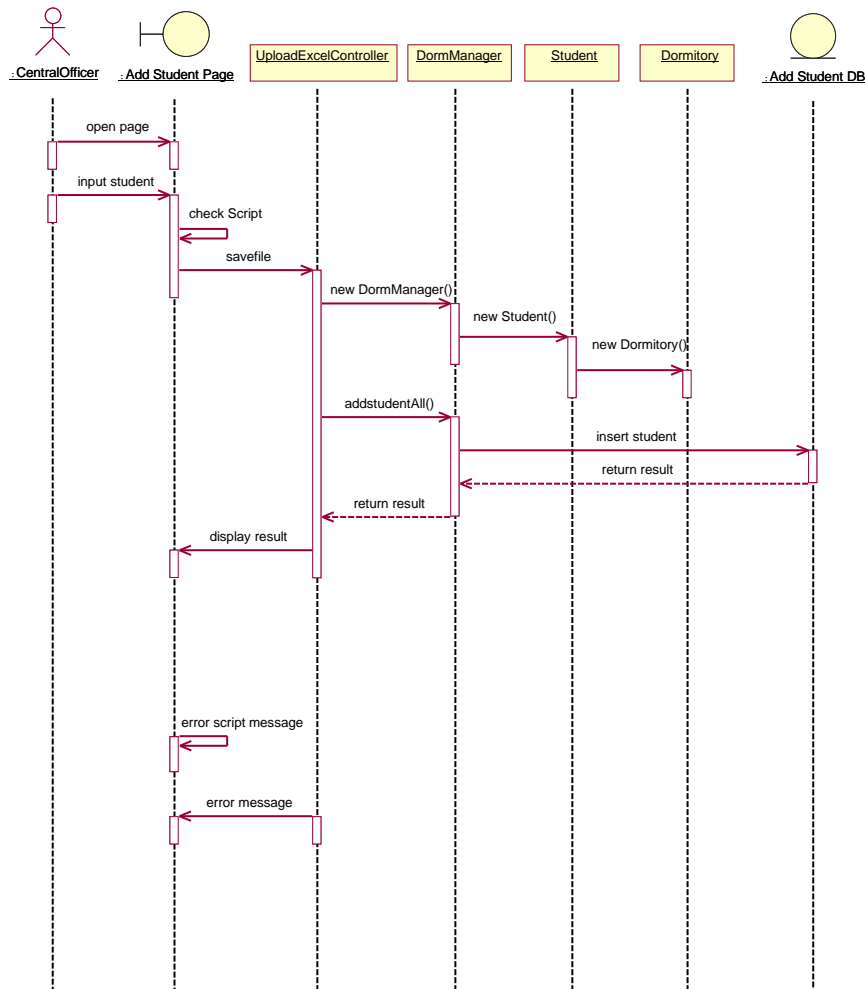 : CentralOfficer
: Add Student Page
UploadExcelController
DormManager
Student
Dormitory
: Add Student DB
open page
input student
check Script
savefile
new DormManager()
new Student()
new Dormitory()
addstudentAll()
insert student
return result
return result
display result
error script message
error message